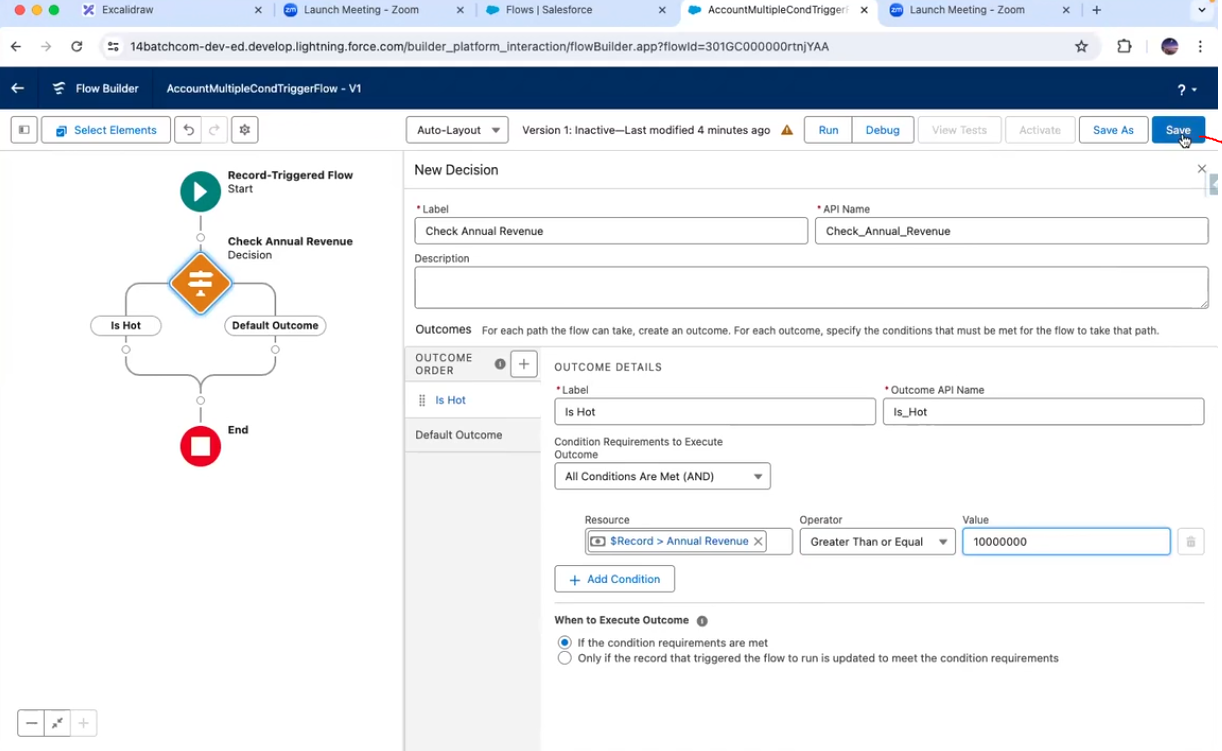 Excalidraw
Launch Meeting - Zoom
Flows | Salesforce
AccountMultipleCondTriggerF
Launch Meeting - Zoom
14batchcom-dev-ed.develop.lightning.force.com/builder_platform_interaction/flowBuilder.app?flowId=301GC000000rtnjYAA
Flow Builder
AccountMultipleCondTriggerFlow - V1
?
Select Elements
Auto-Layout
Version 1: Inactive—Last modified 4 minutes ago
Run
Debug
View Tests
Activate
Save As
Save
Record-Triggered Flow
Start
Check Annual Revenue
Decision
Is Hot
Default Outcome
End
New Decision
* Label
* API Name
Check Annual Revenue
Check_Annual_Revenue
Description
Outcomes For each path the flow can take, create an outcome. For each outcome, specify the conditions that must be met for the flow to take that path.
OUTCOME
ORDER
Is Hot
Default Outcome
OUTCOME DETAILS
* Label
* Outcome API Name
Is Hot
Is_Hot
Condition Requirements to Execute
Outcome
All Conditions Are Met (AND)
Resource
Operator
Value
$Record > Annual Revenue
Greater Than or Equal
10000000
Add Condition
When to Execute Outcome
If the condition requirements are met
Only if the record that triggered the flow to run is updated to meet the condition requirements